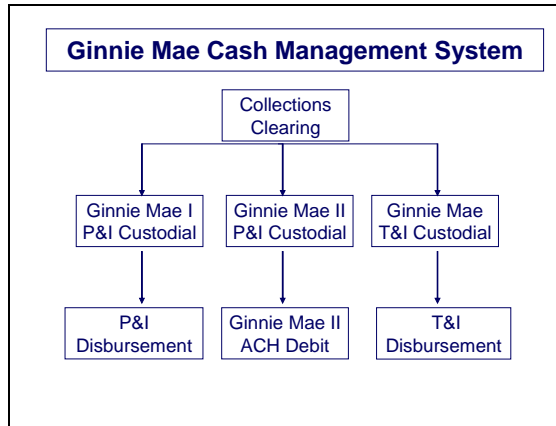 Ginnie Mae Cash Management System
Collections
Clearing
Ginnie Mae I
P&I Custodial
Ginnie Mae II
P&I Custodial
Ginnie Mae
T&I Custodial
P&I
Disbursement
Ginnie Mae II
ACH Debit
T&I
Disbursement